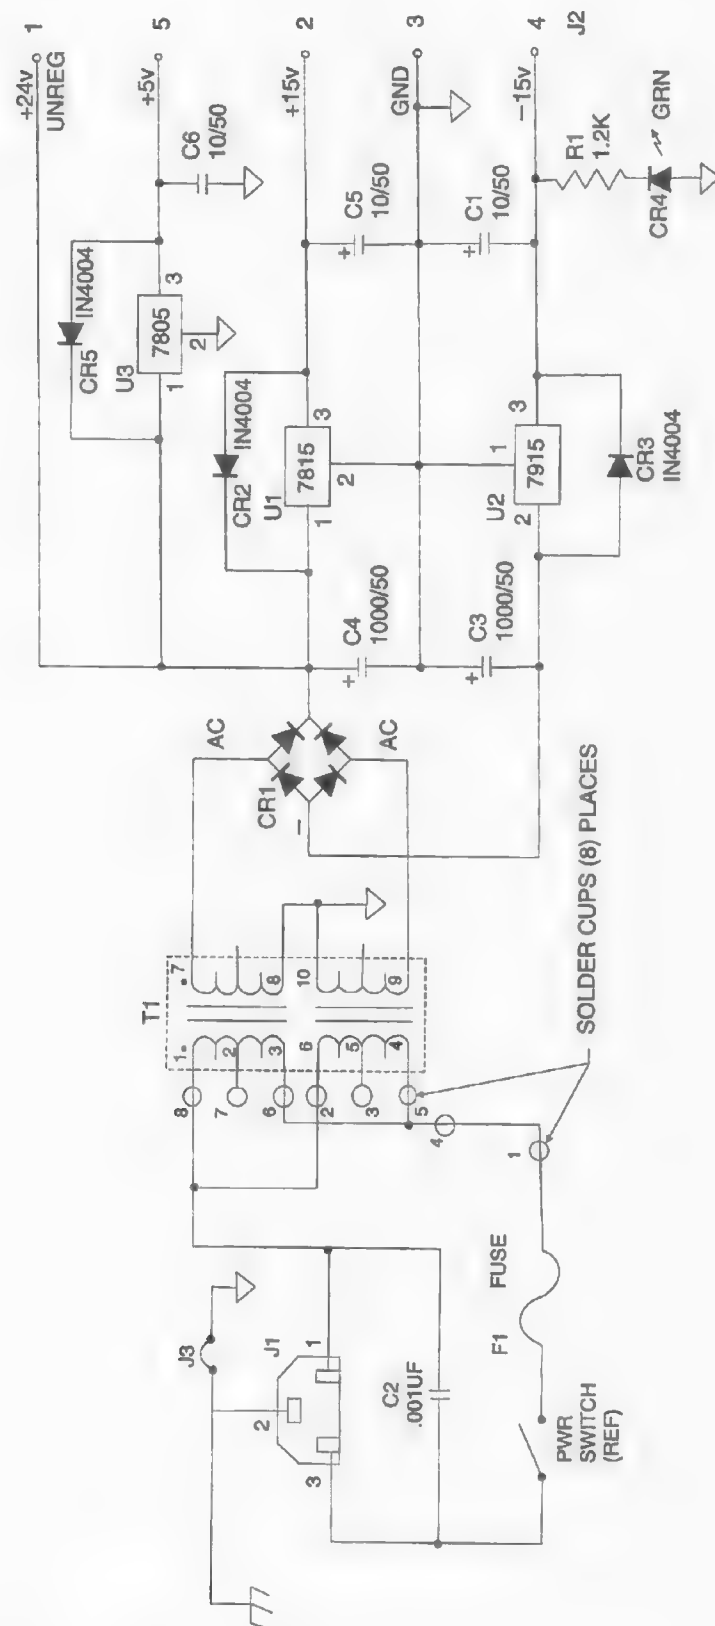 +24v
UNREG
1
+5v
5
+15v
2
GND
3
−15v
4
J2
C6
10/50
IN4004
CR5
U3
7805
1
2
3
C5
10/50
C1
10/50
R1
1.2K
GRN
CR4
IN4004
CR2
U1
7815
1
2
3
U2
7915
1
2
3
CR3
IN4004
C4
1000/50
C3
1000/50
+
+
+
+
AC
AC
CR1
−
T1
7
8
10
9
1
2
3
6
5
4
8
7
6
2
3
5
4
1
SOLDER CUPS (8) PLACES
J3
J1
1
2
3
C2
.001UF
F1
FUSE
PWR
SWITCH
(REF)